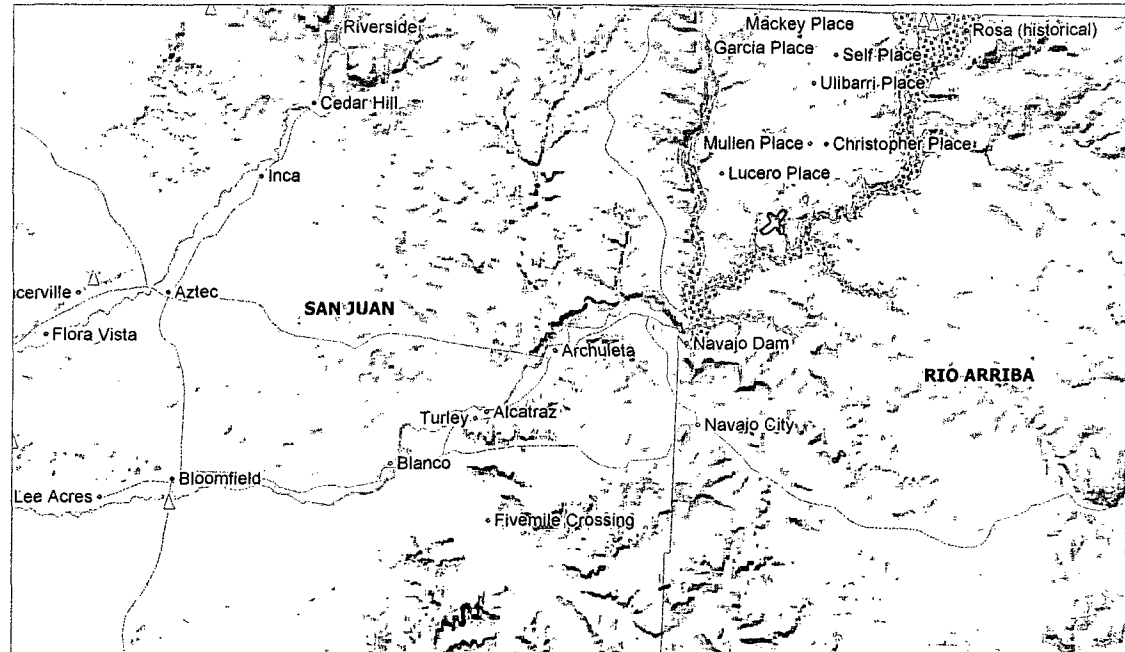 Mackey Place
Riverside
Rosa (historical)
Garcia Place
Self Place
Ulibarri Place
Cedar Hill
Mullen Place
Christopher Place
Inca
Lucero Place
ncerville
Aztec
SAN JUAN
Flora Vista
Navajo Dam
Archuleta
RIO ARRIBA
Alcatraz
Turley
Navajo City
Blanco
Bloomfield
Lee Acres
Fivemile Crossing